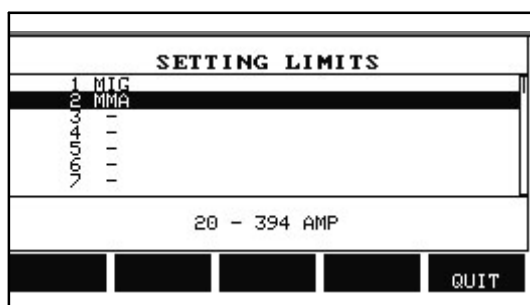 SETTING LIMITS
1 MIG
2 MMA
3 -
4 -
5 -
6 -
7 -
20 - 394 AMP
QUIT